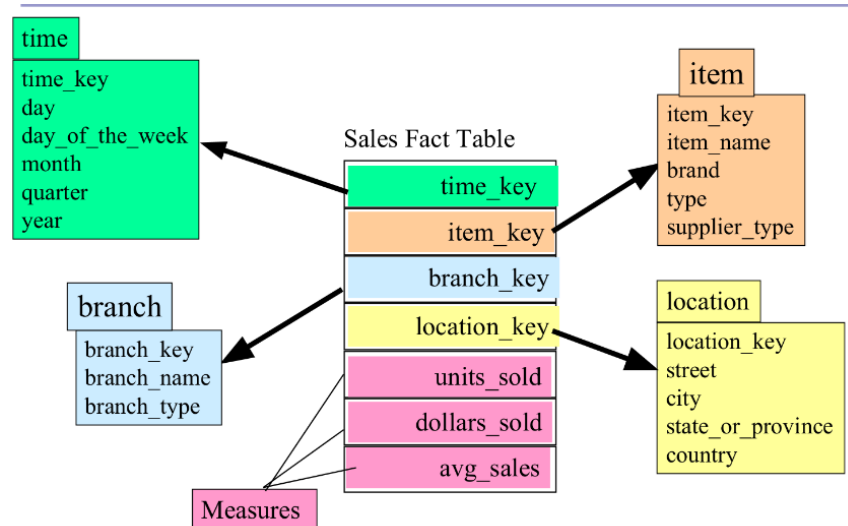 time
time_key
day
day_of_the_week
month
quarter
year
item
item_key
item_name
brand
type
supplier_type
Sales Fact Table
time_key
item_key
branch_key
location_key
units_sold
dollars_sold
avg_sales
branch
branch_key
branch_name
branch_type
location
location_key
street
city
state_or_province
country
Measures